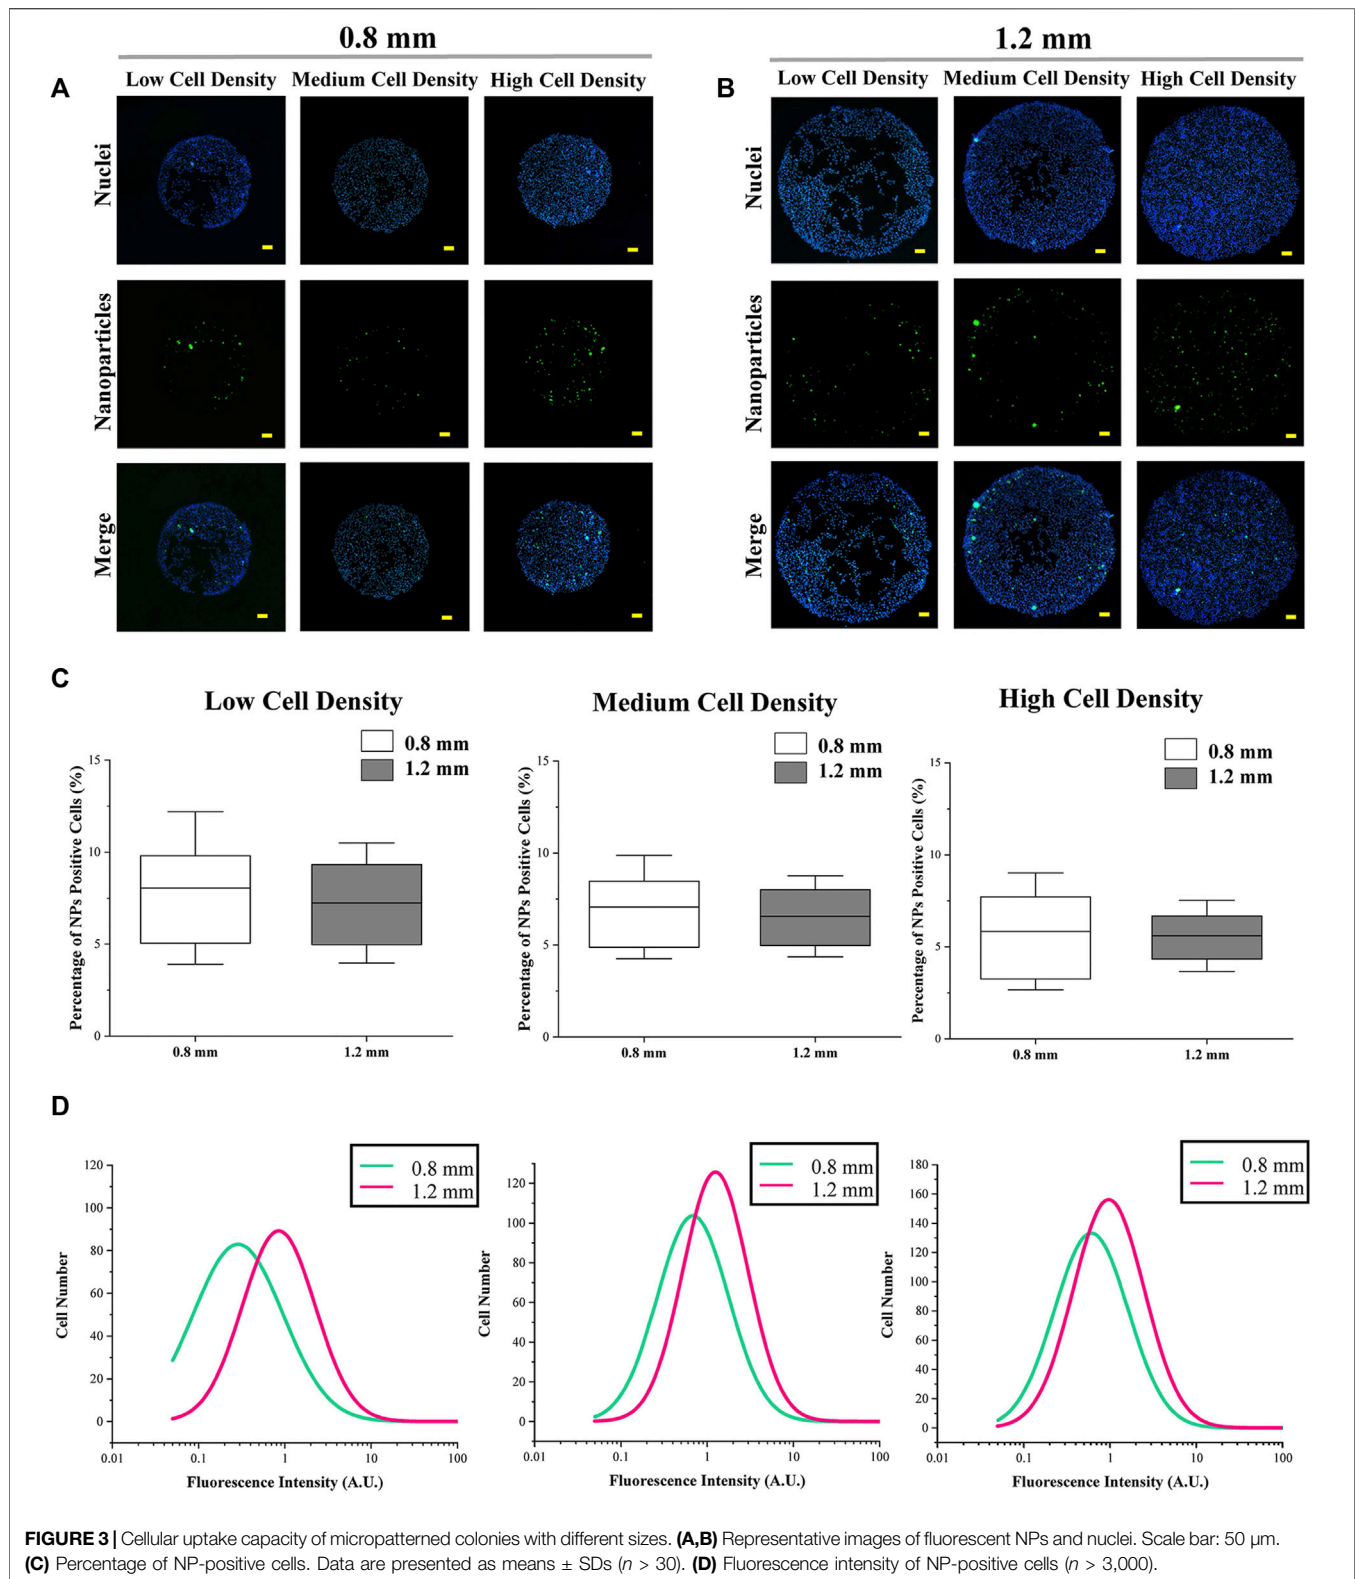 0.8 mm
1.2 mm
A
Low Cell Density Medium Cell Density High Cell Density
B
Low Cell Density Medium Cell Density High Cell Density
Nuclei
Nanoparticles
Merge
Nuclei
Nanoparticles
Merge
C
Low Cell Density
0.8 mm
1.2 mm
Percentage of NPs Positive Cells (%)
15
10
5
0
0.8 mm 1.2 mm
Medium Cell Density
0.8 mm
1.2 mm
Percentage of NPs Positive Cells (%)
15
10
5
0
0.8 mm 1.2 mm
High Cell Density
0.8 mm
1.2 mm
Percentage of NPs Positive Cells (%)
15
10
5
0
0.8 mm 1.2 mm
D
0.8 mm
1.2 mm
Cell Number
120
100
80
60
40
20
0
0.01 0.1 1 10 100
Fluorescence Intensity (A.U.)
0.8 mm
1.2 mm
Cell Number
120
100
80
60
40
20
0
0.01 0.1 1 10 100
Fluorescence Intensity (A.U.)
0.8 mm
1.2 mm
Cell Number
180
160
140
120
100
80
60
40
20
0
0.01 0.1 1 10 100
Fluorescence Intensity (A.U.)
FIGURE 3 | Cellular uptake capacity of micropatterned colonies with different sizes. (A,B) Representative images of fluorescent NPs and nuclei. Scale bar: 50 μm.
(C) Percentage of NP-positive cells. Data are presented as means ± SDs (n > 30). (D) Fluorescence intensity of NP-positive cells (n > 3,000).